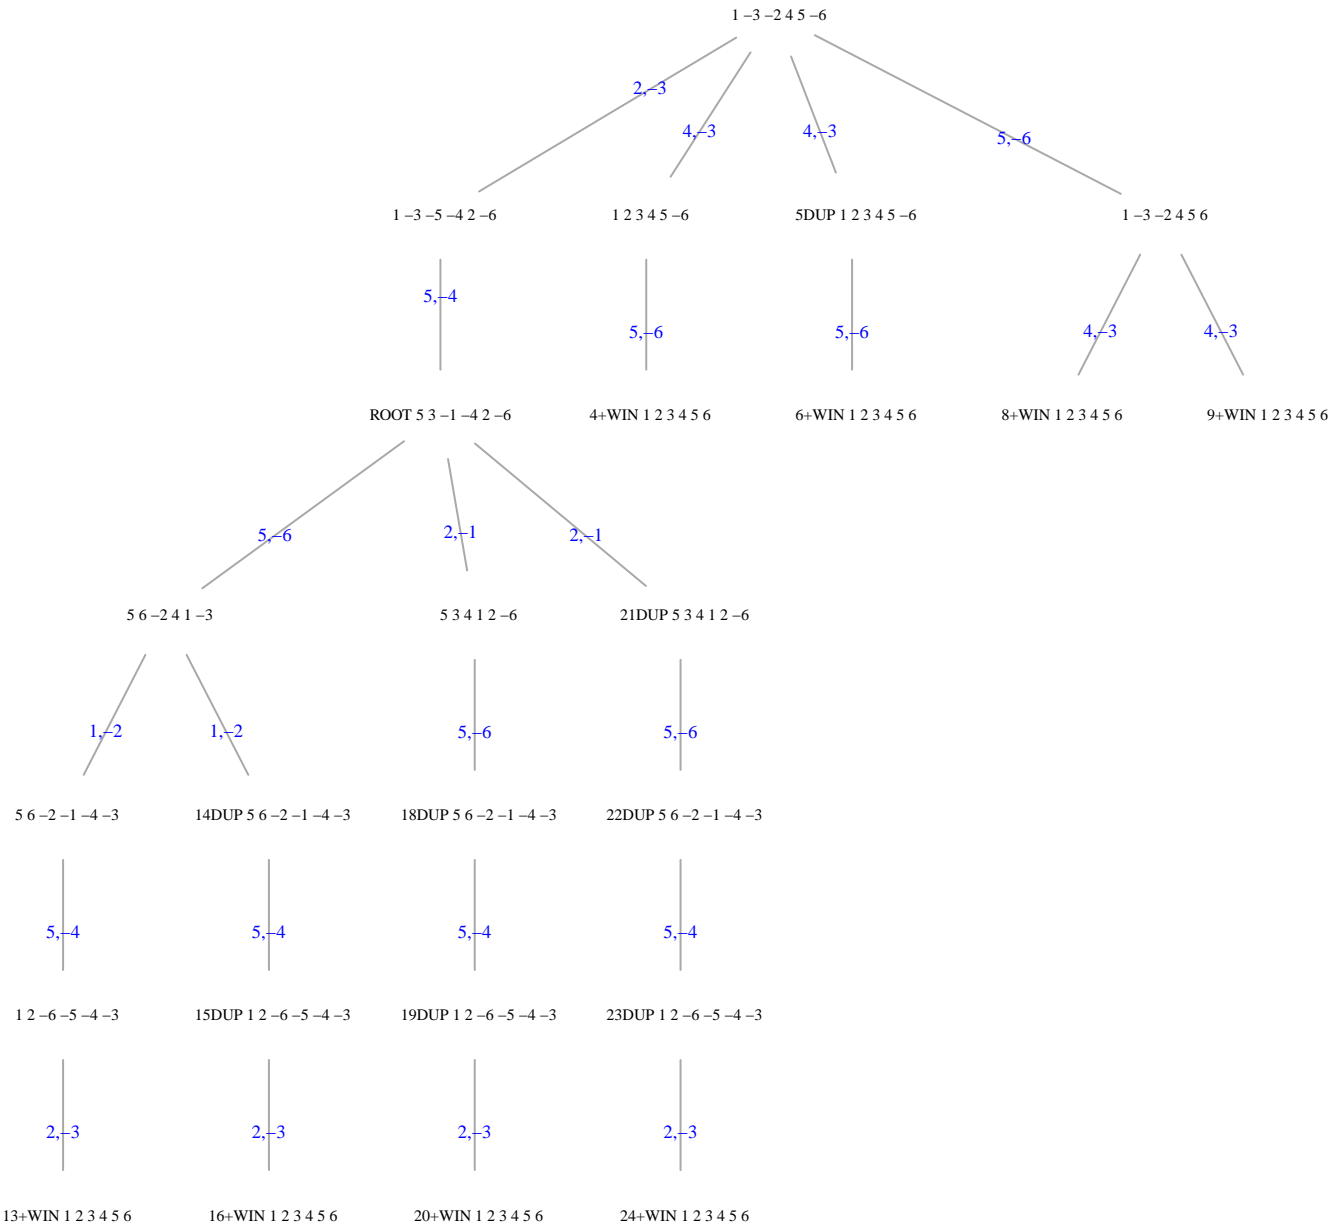 1 –3 –2 4 5 –6
2,–3
4,–3
4,–3
5,–6
1 –3 –5 –4 2 –6
1 2 3 4 5 –6
5DUP 1 2 3 4 5 –6
1 –3 –2 4 5 6
5,–4
5,–6
5,–6
4,–3
4,–3
ROOT 5 3 –1 –4 2 –6
4+WIN 1 2 3 4 5 6
6+WIN 1 2 3 4 5 6
8+WIN 1 2 3 4 5 6
9+WIN 1 2 3 4 5 6
5,–6
2,–1
2,–1
5 6 –2 4 1 –3
5 3 4 1 2 –6
21DUP 5 3 4 1 2 –6
1,–2
1,–2
5,–6
5,–6
5 6 –2 –1 –4 –3
14DUP 5 6 –2 –1 –4 –3
18DUP 5 6 –2 –1 –4 –3
22DUP 5 6 –2 –1 –4 –3
5,–4
5,–4
5,–4
5,–4
1 2 –6 –5 –4 –3
15DUP 1 2 –6 –5 –4 –3
19DUP 1 2 –6 –5 –4 –3
23DUP 1 2 –6 –5 –4 –3
2,–3
2,–3
2,–3
2,–3
13+WIN 1 2 3 4 5 6
16+WIN 1 2 3 4 5 6
20+WIN 1 2 3 4 5 6
24+WIN 1 2 3 4 5 6